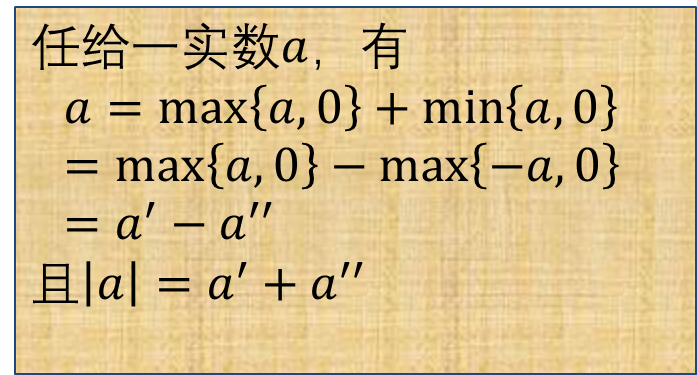 任给一实数𝑎，有
𝑎 = max{𝑎, 0} + min{𝑎, 0}
= max{𝑎, 0} − max{−𝑎, 0}
= 𝑎′ − 𝑎′′
且|𝑎| = 𝑎′ + 𝑎′′